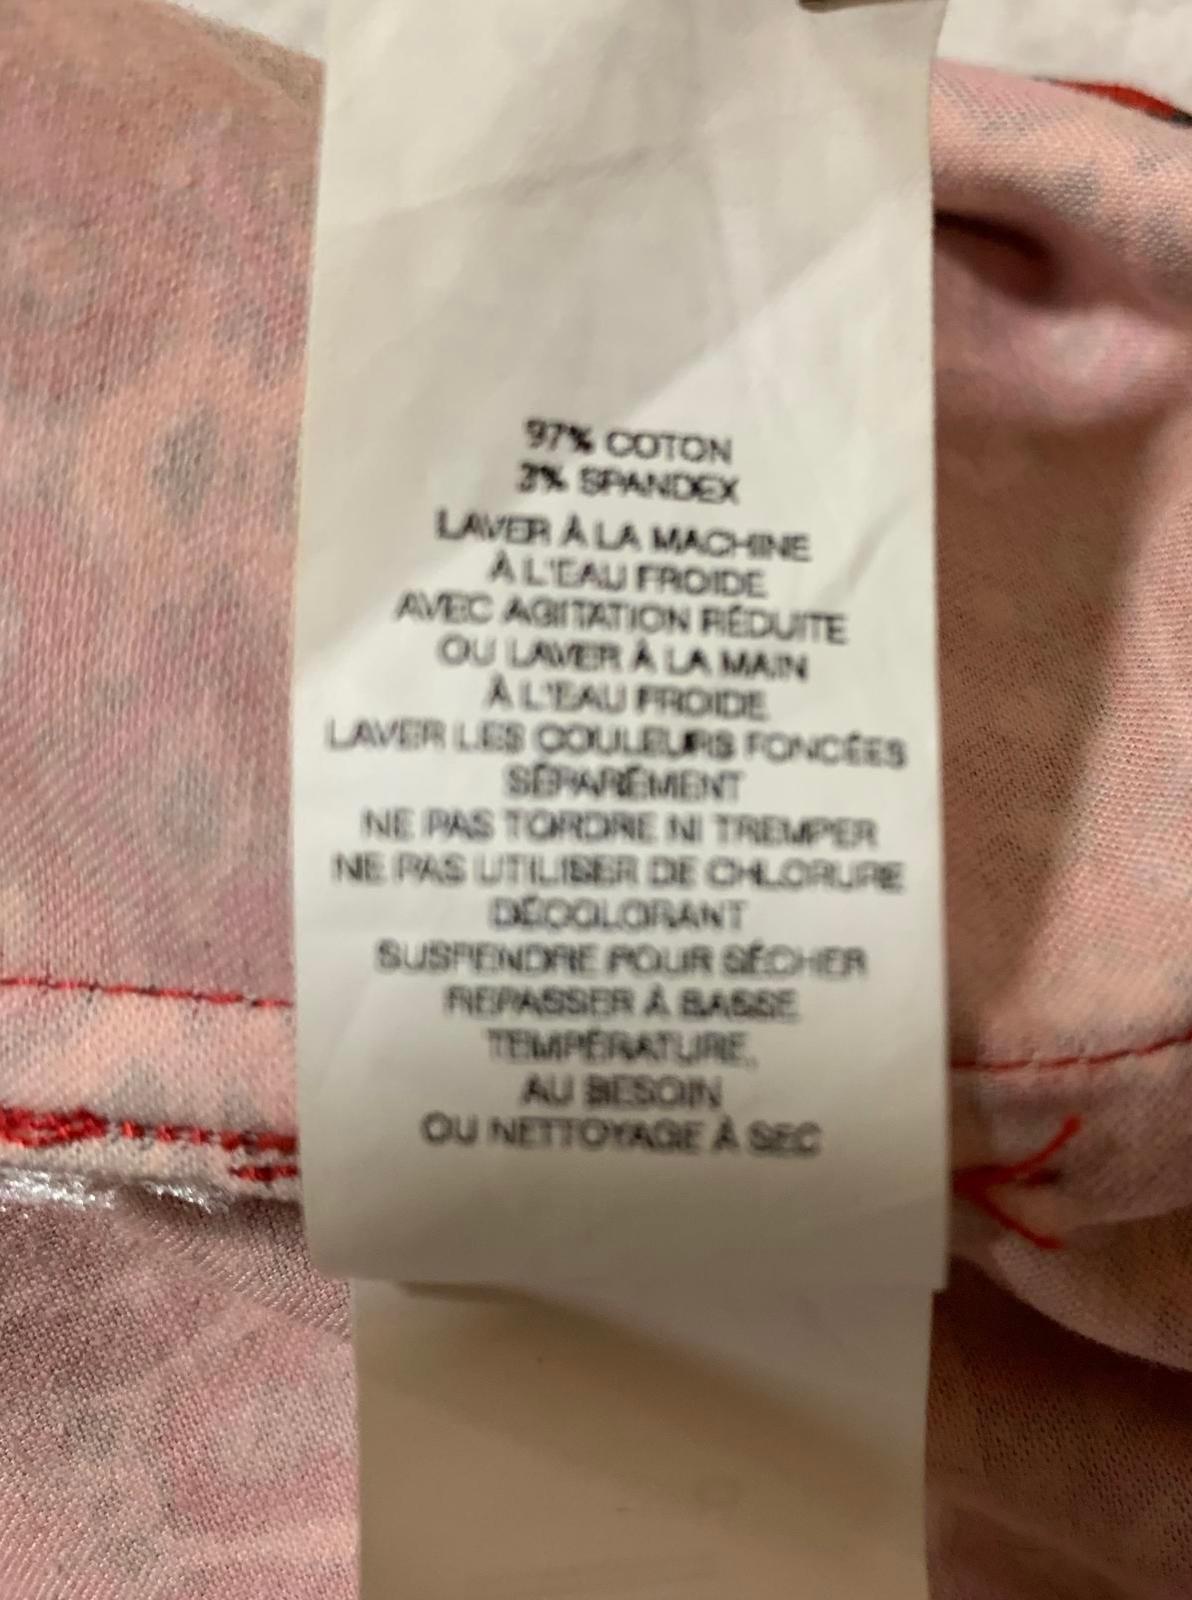 97% COTON
3% SPANDEX
LAVER À LA MACHINE
À L'EAU FROIDE
AVEC AGITATION RÉDUITE
OU LAVER À LA MAIN
À L'EAU FROIDE
LAVER LES COULEURS FONCÉES
SÉPARÉMENT
NE PAS TORDRE NI TREMPER
NE PAS UTILISER DE CHLORURE
DÉCOLORANT
SUSPENDRE POUR SÉCHER
REPASSER À BASSE
TEMPÉRATURE,
AU BESOIN
OU NETTOYAGE À SEC